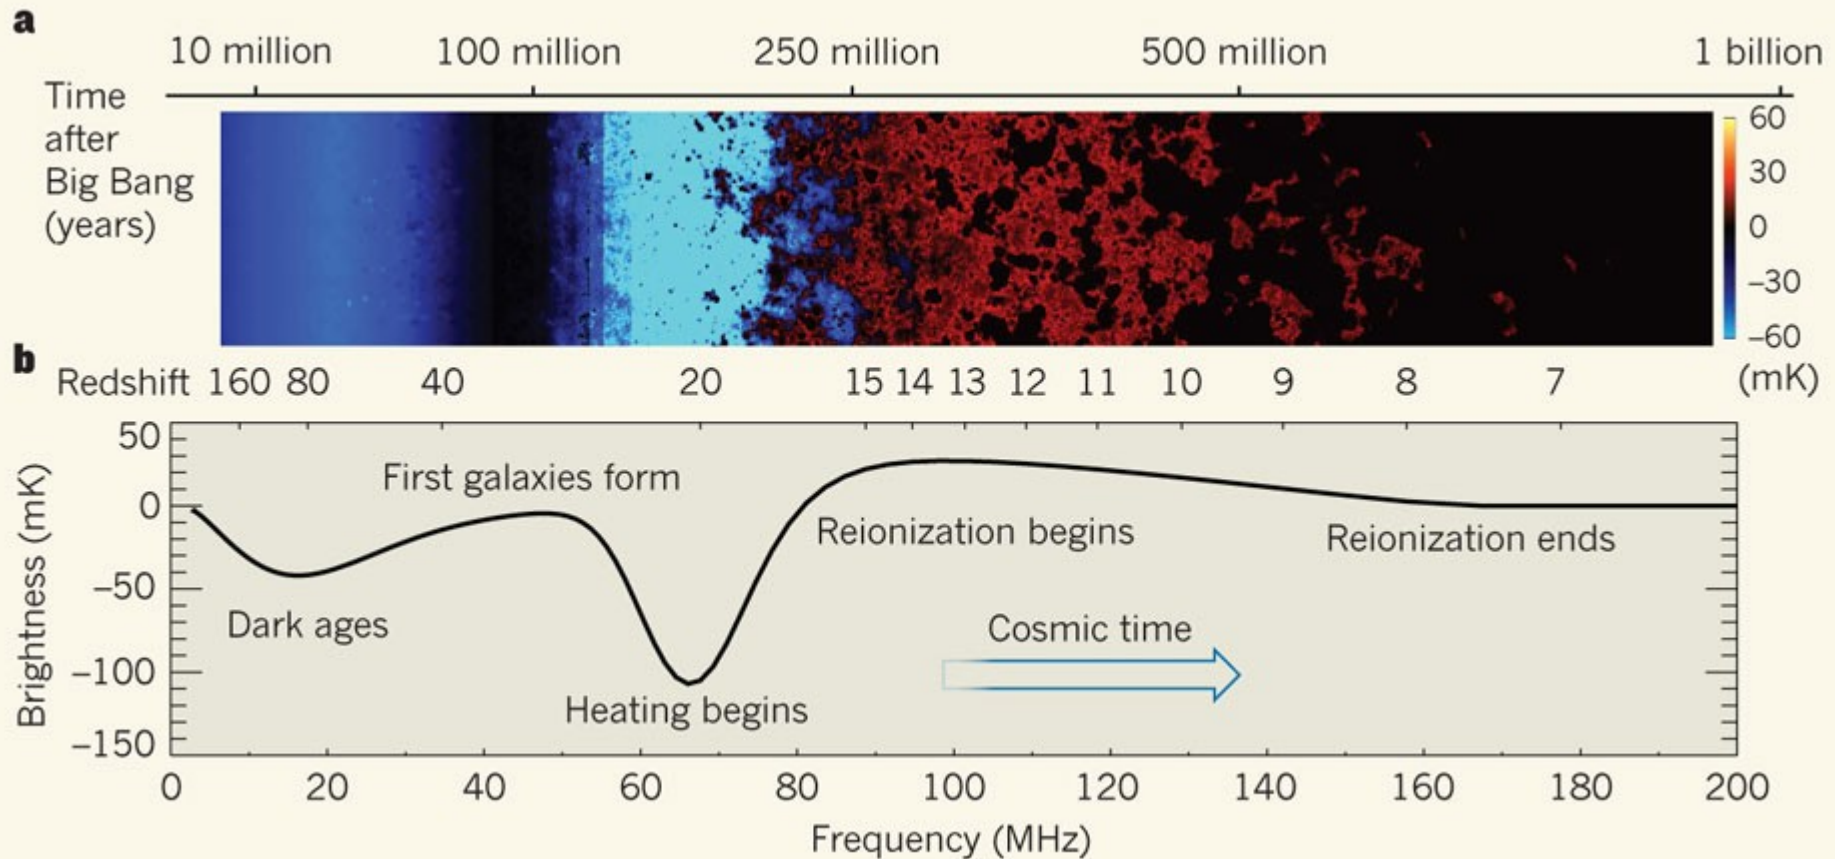 a
10 million 100 million 250 million 500 million 1 billion
Time
after
Big Bang
(years)
60
30
0
−30
−60
(mK)
b
Redshift 160 80 40 20 15 14 13 12 11 10 9 8 7
Brightness (mK)
50
0
−50
−100
−150
First galaxies form
Dark ages
Heating begins
Reionization begins
Reionization ends
Cosmic time
0 20 40 60 80 100 120 140 160 180 200
Frequency (MHz)